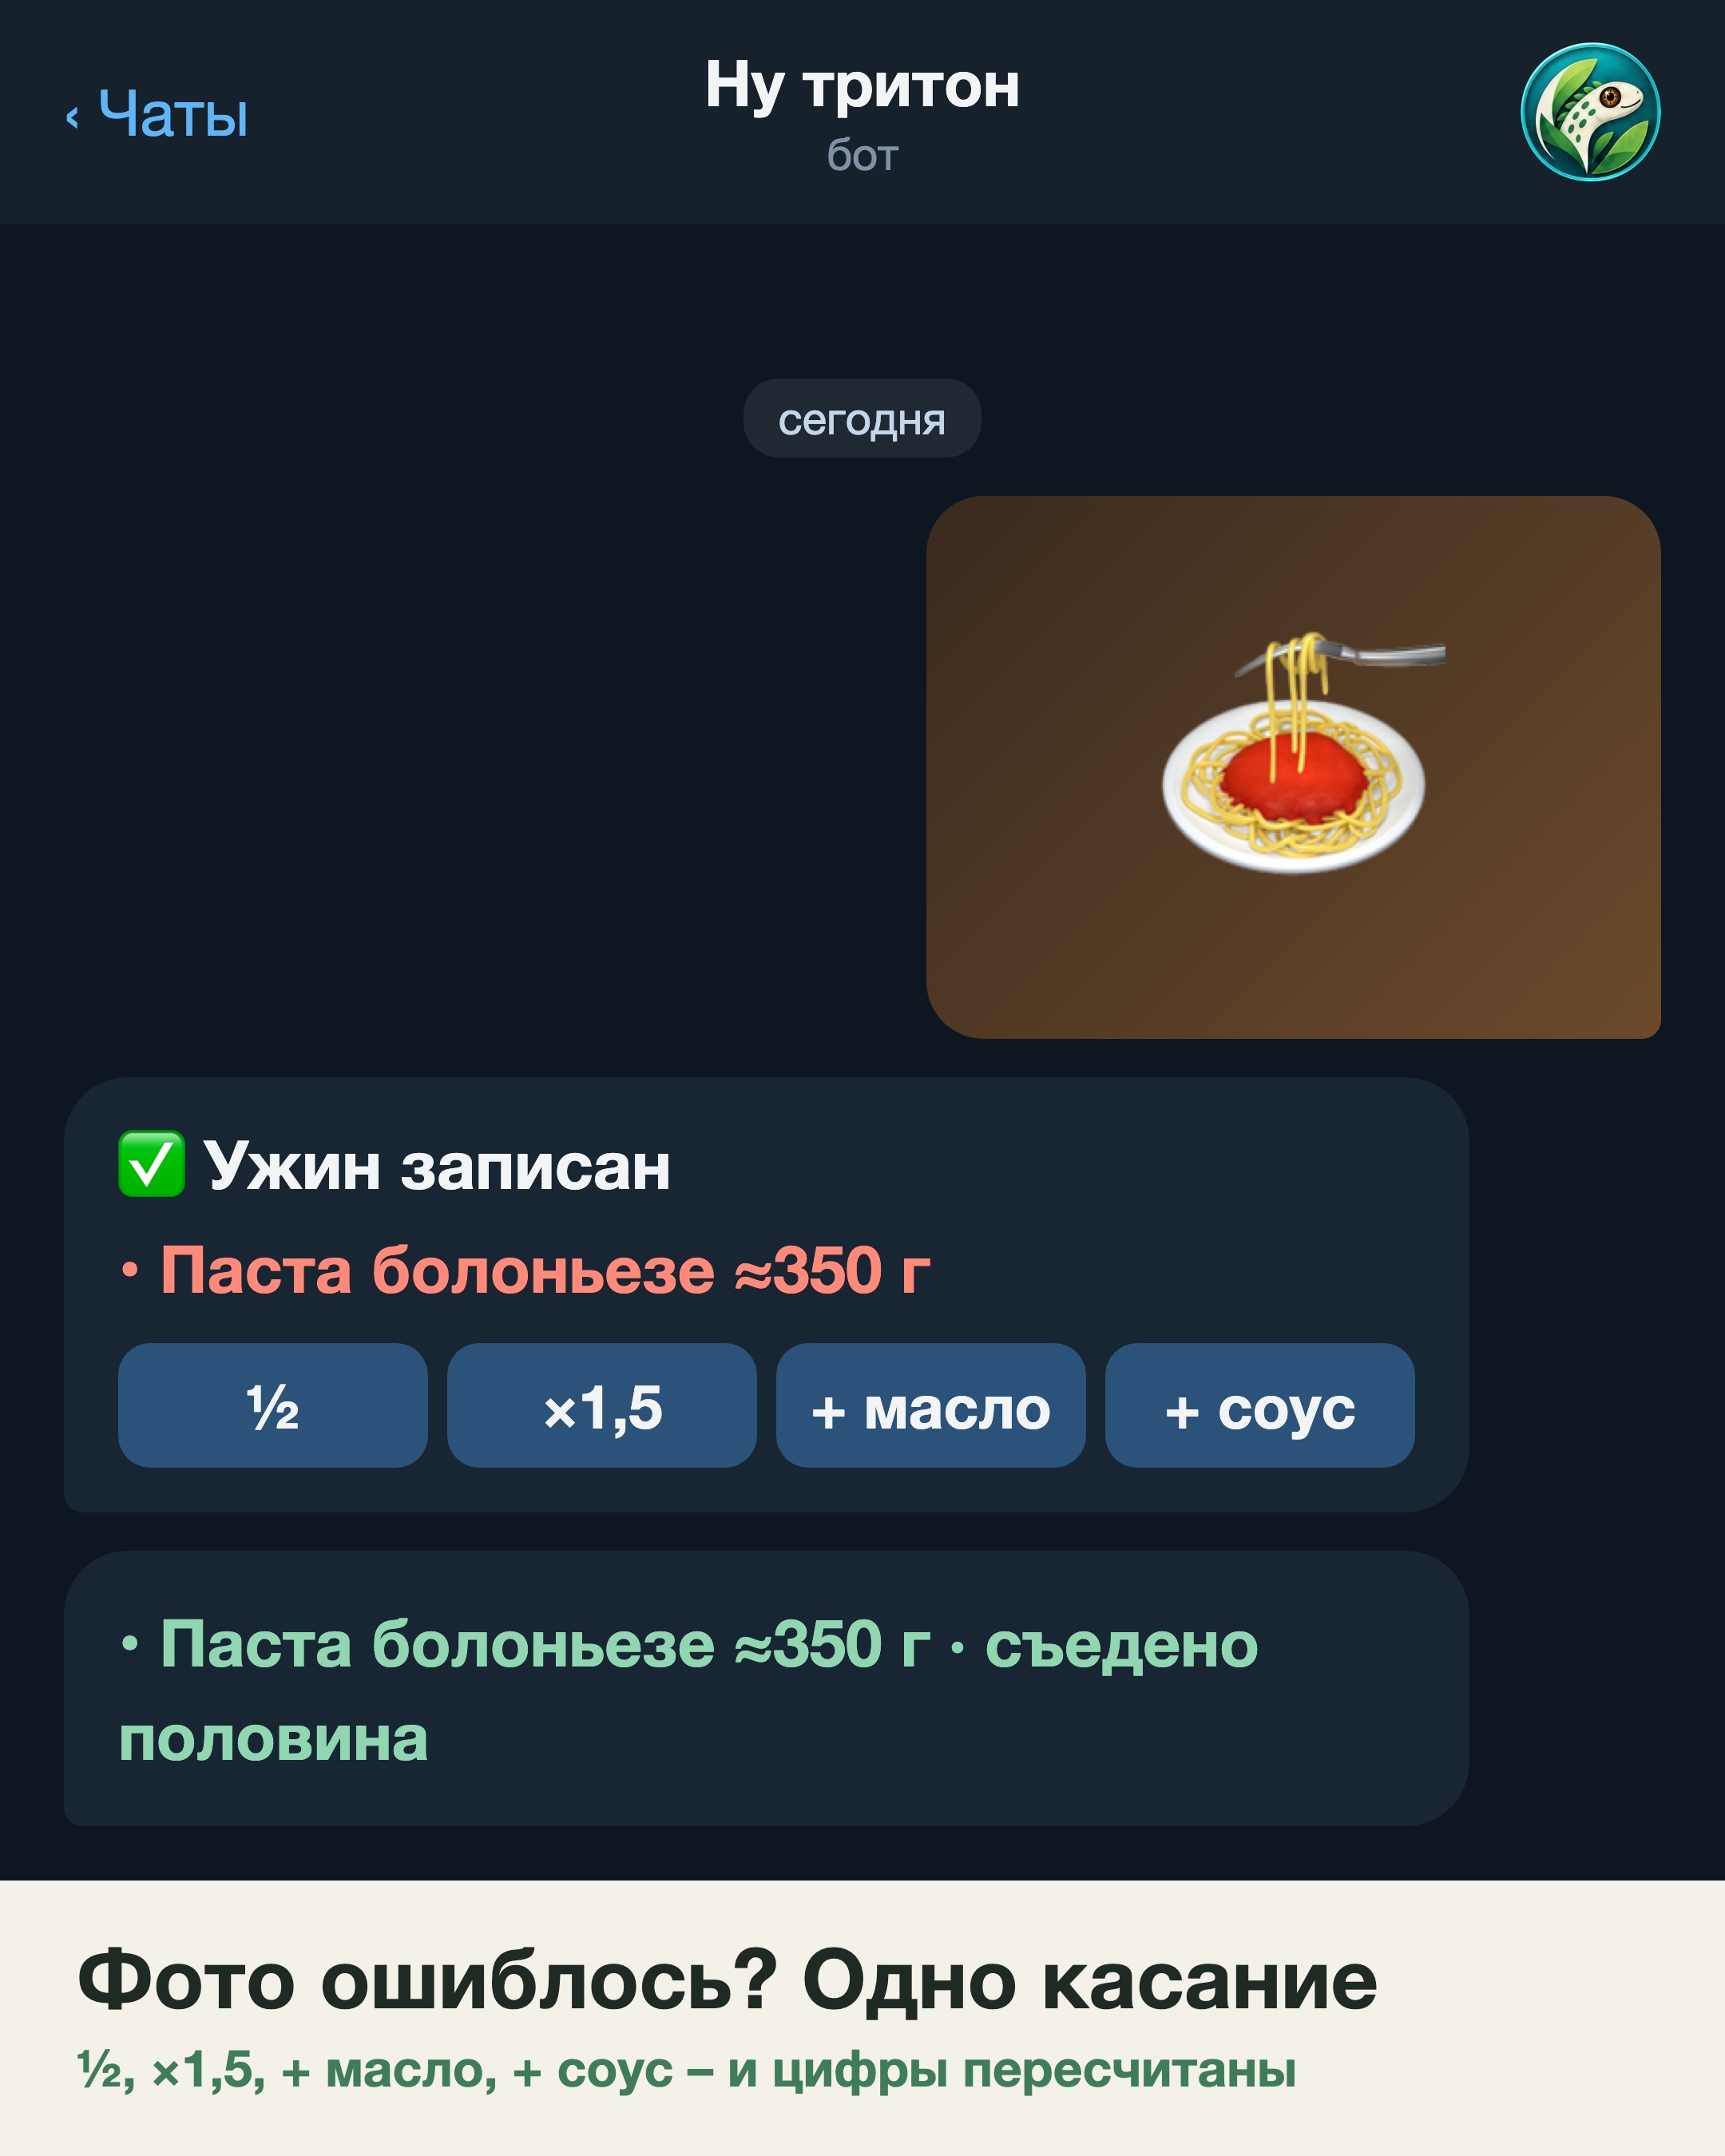 ‹ Чаты
Ну тритон
бот
сегодня
✅ Ужин записан
• Паста болоньезе ≈350 г
½
×1,5
+ масло
+ соус
• Паста болоньезе ≈350 г · съедено
половина
Фото ошиблось? Одно касание
½, ×1,5, + масло, + соус – и цифры пересчитаны